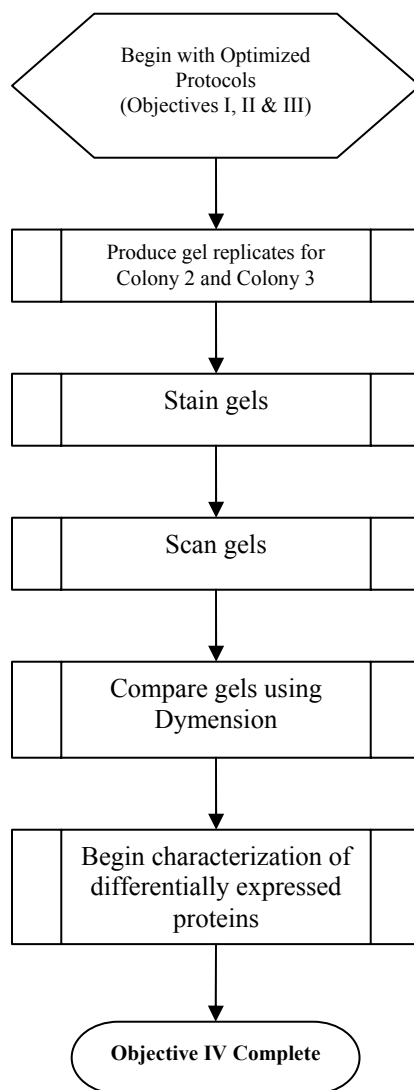 Begin with Optimized
Protocols
(Objectives I, II & III)
Produce gel replicates for
Colony 2 and Colony 3
Stain gels
Scan gels
Compare gels using
Dymension
Begin characterization of
differentially expressed
proteins
Objective IV Complete